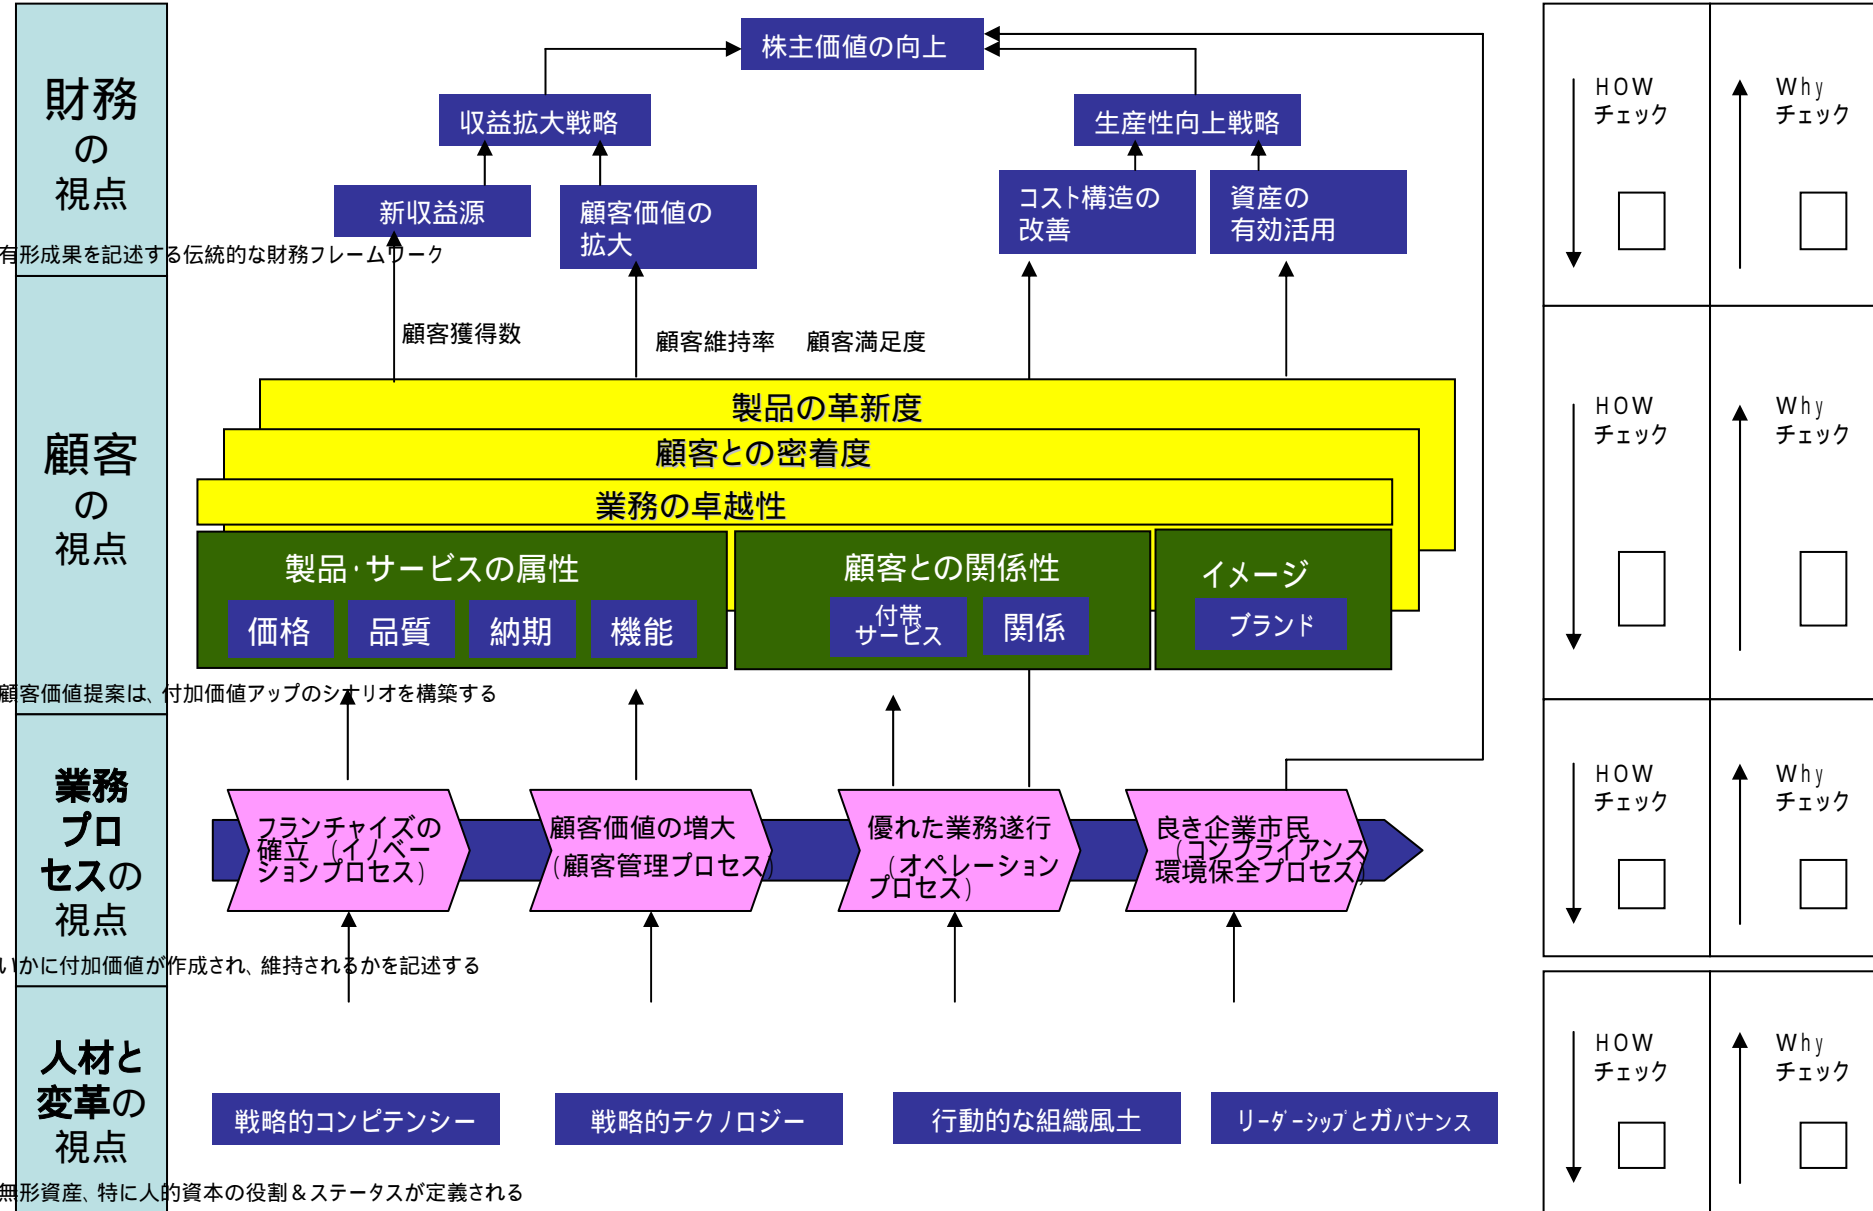 財務
の
視点
有形成果を記述する伝統的な財務フレームワーク
株主価値の向上
収益拡大戦略
生産性向上戦略
新収益源
顧客価値の
拡大
コスト構造の
改善
資産の
有効活用
HOW
チェック
Why
チェック
顧客
の
視点
顧客価値提案は、付加価値アップのシナリオを構築する
顧客獲得数
顧客維持率 顧客満足度
製品の革新度
顧客との密着度
業務の卓越性
製品・サービスの属性
価格
品質
納期
機能
顧客との関係性
付帯
サービス
関係
イメージ
ブランド
HOW
チェック
Why
チェック
業務
プロ
セスの
視点
いかに付加価値が作成され、維持されるかを記述する
フランチャイズの
確立 (イノベー
ションプロセス)
顧客価値の増大
(顧客管理プロセス)
優れた業務遂行
(オペレーション
プロセス)
良き企業市民
(コンプライアンス
環境保全プロセス)
HOW
チェック
Why
チェック
人材と
変革の
視点
無形資産、特に人的資本の役割&ステータスが定義される
戦略的コンピテンシー
戦略的テクノロジー
行動的な組織風土
リーダーシップとガバナンス
HOW
チェック
Why
チェック